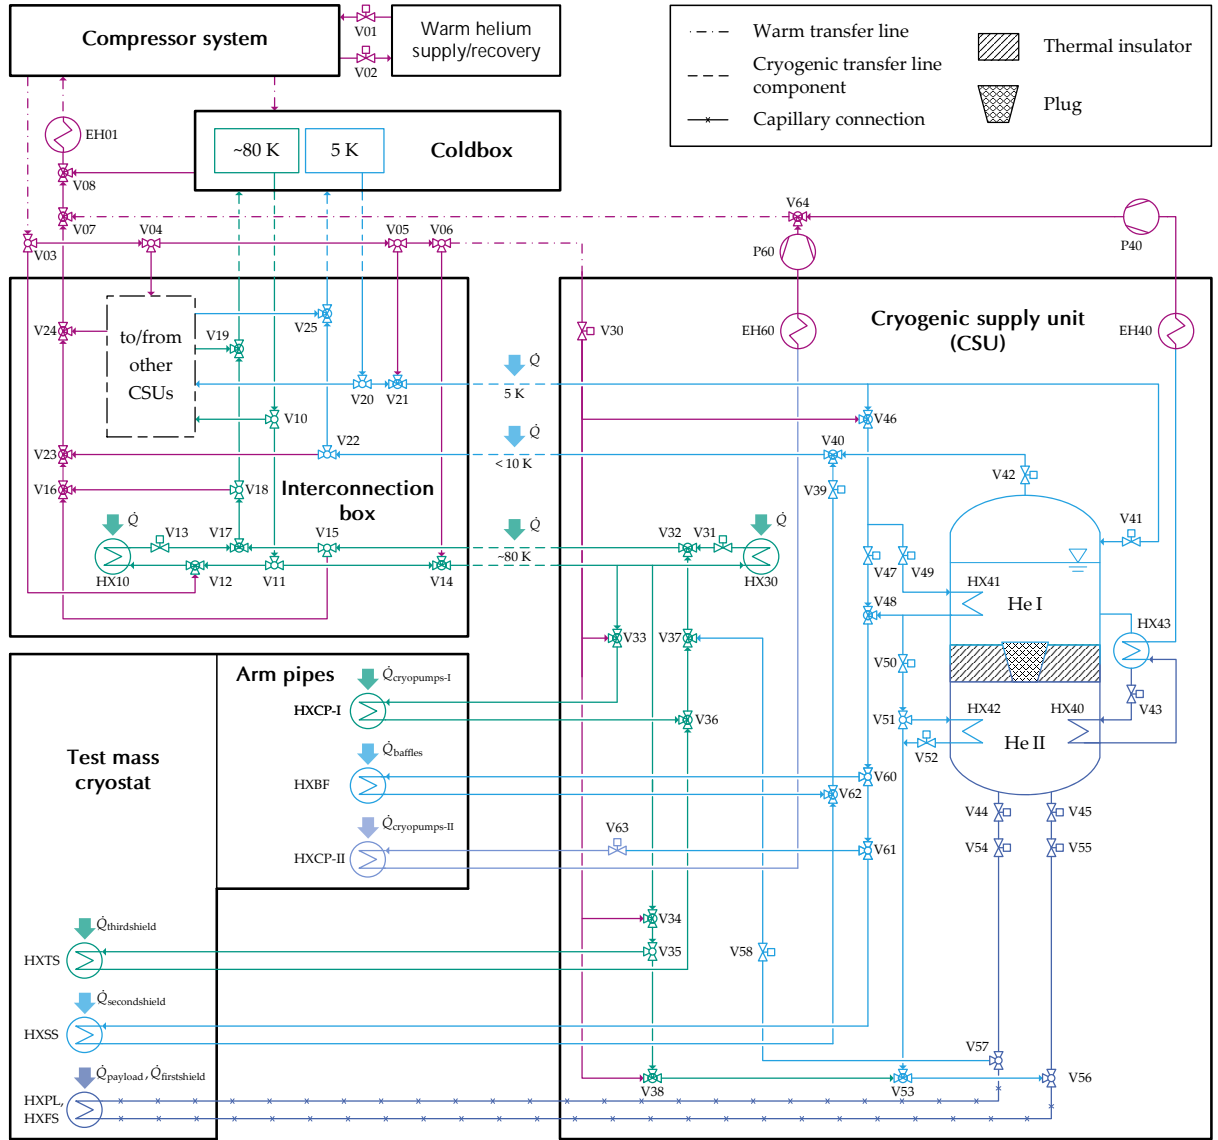 Compressor system
V01
V02
Warm helium
supply/recovery
Warm transfer line
Cryogenic transfer line
component
Capillary connection
Thermal insulator
Plug
EH01
~80 K
5 K
Coldbox
V08
V07
V03
V04
V05
V06
V64
P60
P40
V24
to/from
other
CSUs
V19
V25
V20
V21
V10
V22
V23
V16
V18
Interconnection
box
Q̇
V13
V17
V15
HX10
V12
V11
V14
Q̇
5 K
Q̇
< 10 K
Q̇
~80 K
V30
EH60
Cryogenic supply unit
(CSU)
EH40
V46
V40
V39
V42
V41
V32
V31
Q̇
HX30
V47
V49
V48
HX41
He I
HX43
V33
V37
V50
V43
V51
HX42
HX40
He II
V52
V36
Arm pipes
Q̇cryopumps-I
HXCP-I
Q̇baffles
HXBF
Q̇cryopumps-II
HXCP-II
V63
V60
V62
V61
V44
V45
V54
V55
Test mass
cryostat
Q̇thirdshield
HXTS
Q̇secondshield
HXSS
Q̇payload, Q̇firstshield
HXPL,
HXFS
V34
V35
V58
V57
V38
V53
V56